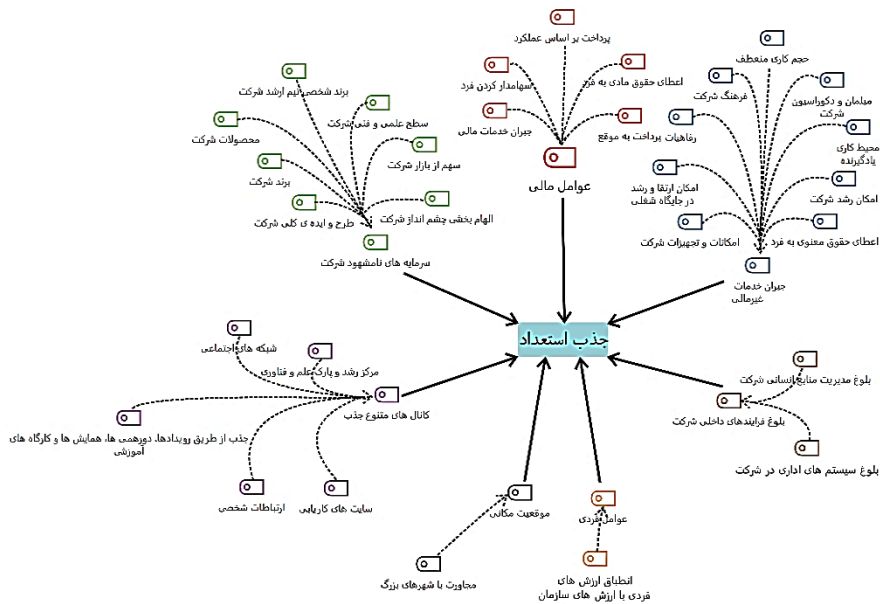 پرداخت بر اساس عملکرد
سهامدار کردن فرد
اعطای حقوق مادی به فرد
جبران خدمات مالی
پرداخت به موقع
عوامل مالی
برند شخصی تیم ارشد شرکت
سطح علمی و فنی شرکت
محصولات شرکت
سهم از بازار شرکت
برند شرکت
الهام بخشی چشم انداز شرکت
طرح و ایده ی کلی شرکت
سرمایه های نامشهود شرکت
حجم کاری منعطف
فرهنگ شرکت
مبلمان و دکوراسیون
شرکت
رفاهیات
محیط کاری
یادگیرنده
امکان ارتقا و رشد
در جایگاه شغلی
امکان رشد شرکت
امکانات و تجهیزات شرکت
اعطای حقوق معنوی به فرد
جبران خدمات
غیرمالی
جذب استعداد
شبکه های اجتماعی
مرکز رشد و پارک علم و فناوری
کانال های متنوع جذب
جذب از طریق رویدادها، دورهمی ها، همایش ها و کارگاه های
آموزشی
ارتباطات شخصی
سایت های کاریابی
بلوغ مدیریت منابع انسانی شرکت
بلوغ فرایندهای داخلی شرکت
بلوغ سیستم های اداری در شرکت
موقعیت مکانی
مجاورت با شهرهای بزرگ
عوامل فردی
انطباق ارزش های
فردی با ارزش های سازمان